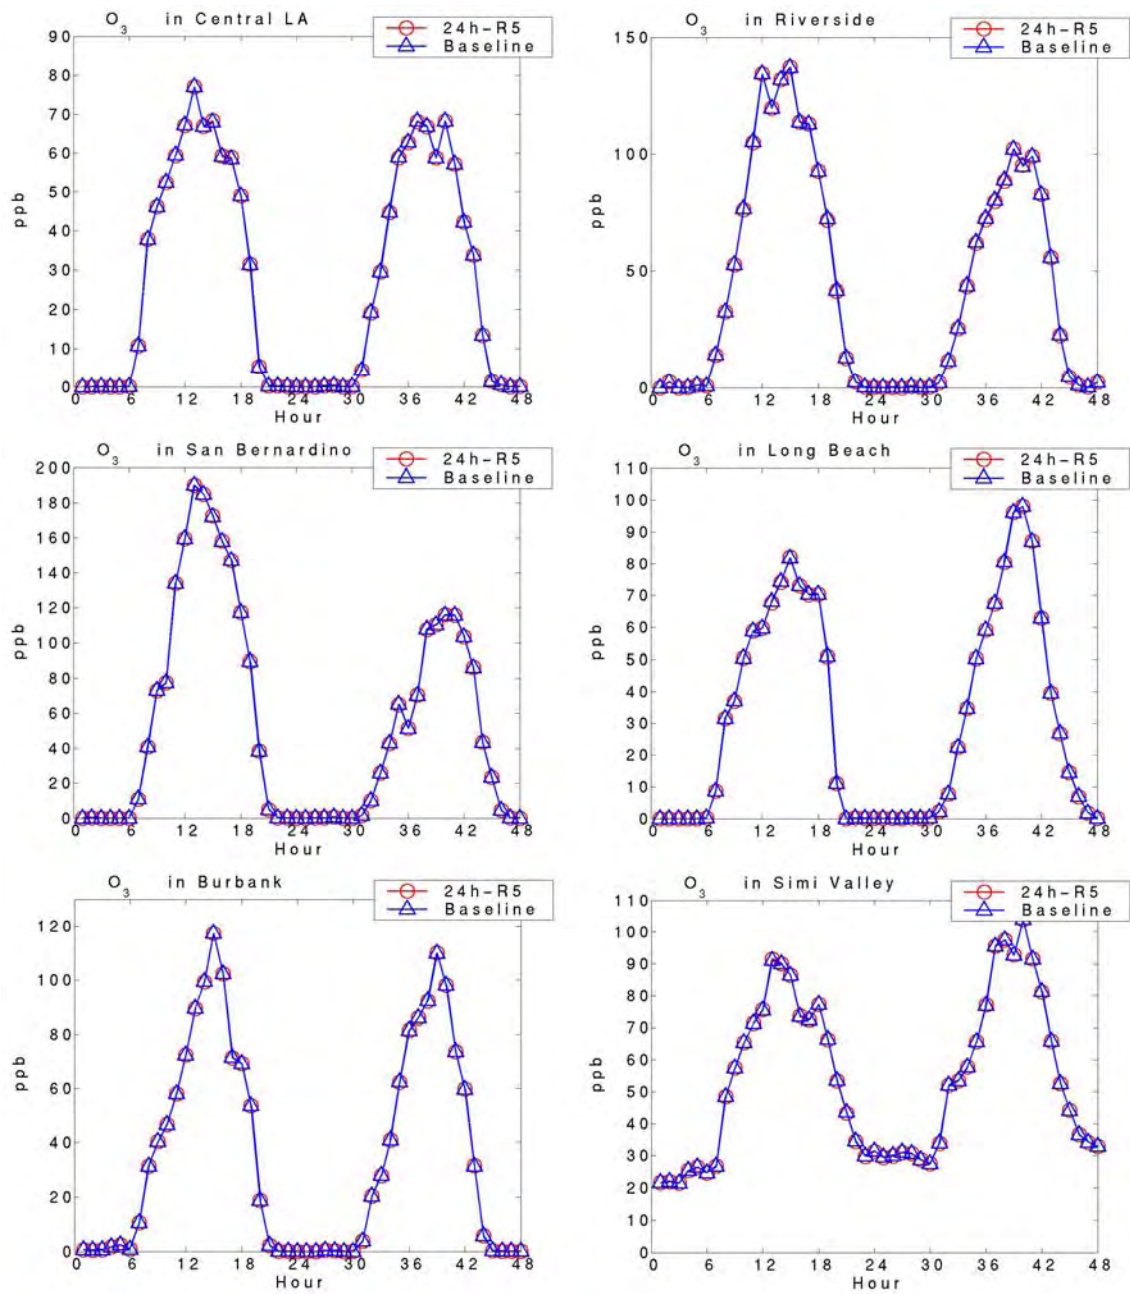 O3 in Central LA
24h-R5
Baseline
90
80
70
60
50
40
30
20
10
0
ppb
0 6 12 18 24 30 36 42 48
Hour
O3 in Riverside
24h-R5
Baseline
150
100
50
0
ppb
0 6 12 18 24 30 36 42 48
Hour
O3 in San Bernardino
24h-R5
Baseline
200
180
160
140
120
100
80
60
40
20
0
ppb
0 6 12 18 24 30 36 42 48
Hour
O3 in Long Beach
24h-R5
Baseline
110
100
90
80
70
60
50
40
30
20
10
0
ppb
0 6 12 18 24 30 36 42 48
Hour
O3 in Burbank
24h-R5
Baseline
120
100
80
60
40
20
0
ppb
0 6 12 18 24 30 36 42 48
Hour
O3 in Simi Valley
24h-R5
Baseline
110
100
90
80
70
60
50
40
30
20
10
0
ppb
0 6 12 18 24 30 36 42 48
Hour